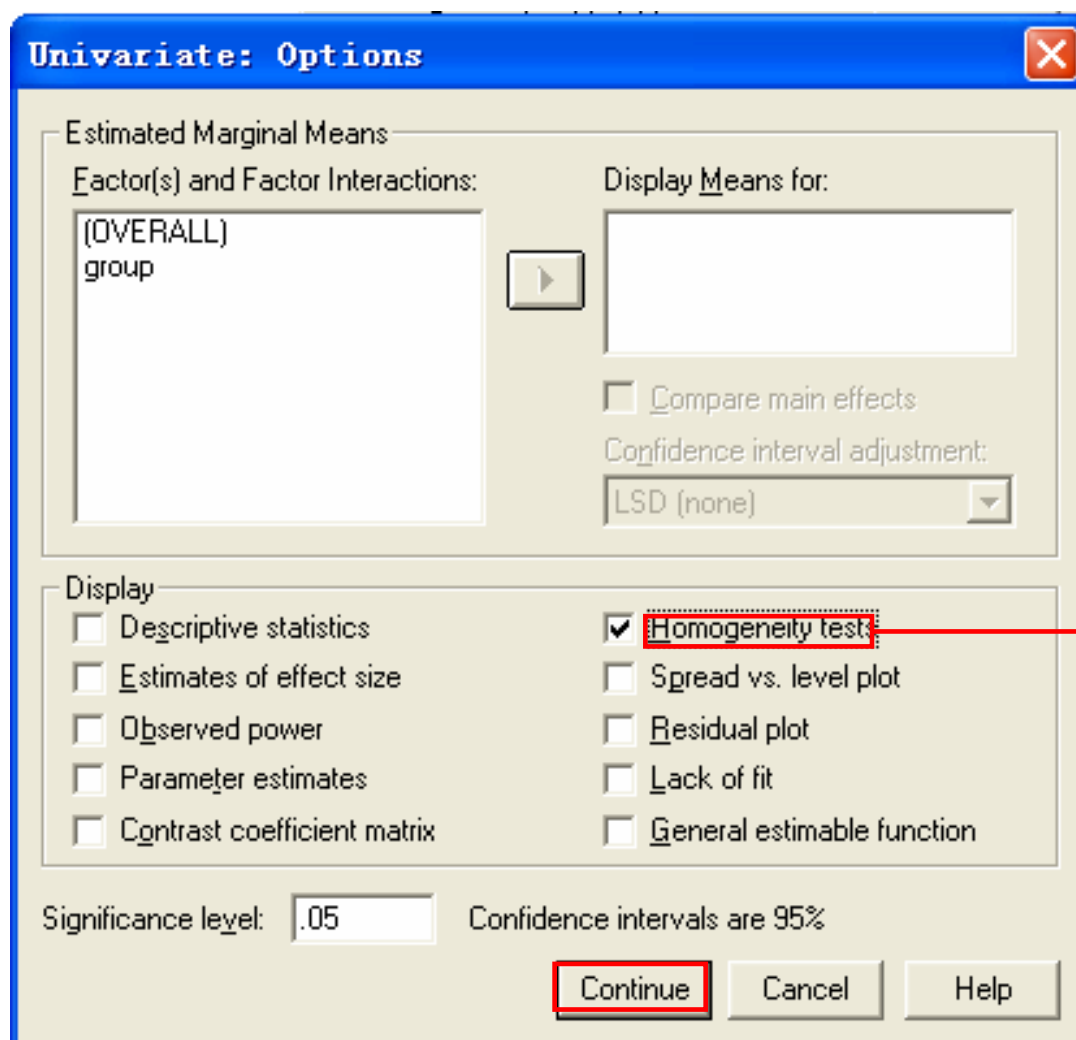 Univariate: Options
Estimated Marginal Means
Factor(s) and Factor Interactions:
Display Means for:
(OVERALL)
group
Compare main effects
Confidence interval adjustment:
LSD (none)
Display
Descriptive statistics
Homogeneity tests
Estimates of effect size
Spread vs. level plot
Observed power
Residual plot
Parameter estimates
Lack of fit
Contrast coefficient matrix
General estimable function
Significance level: .05 Confidence intervals are 95%
Continue Cancel Help